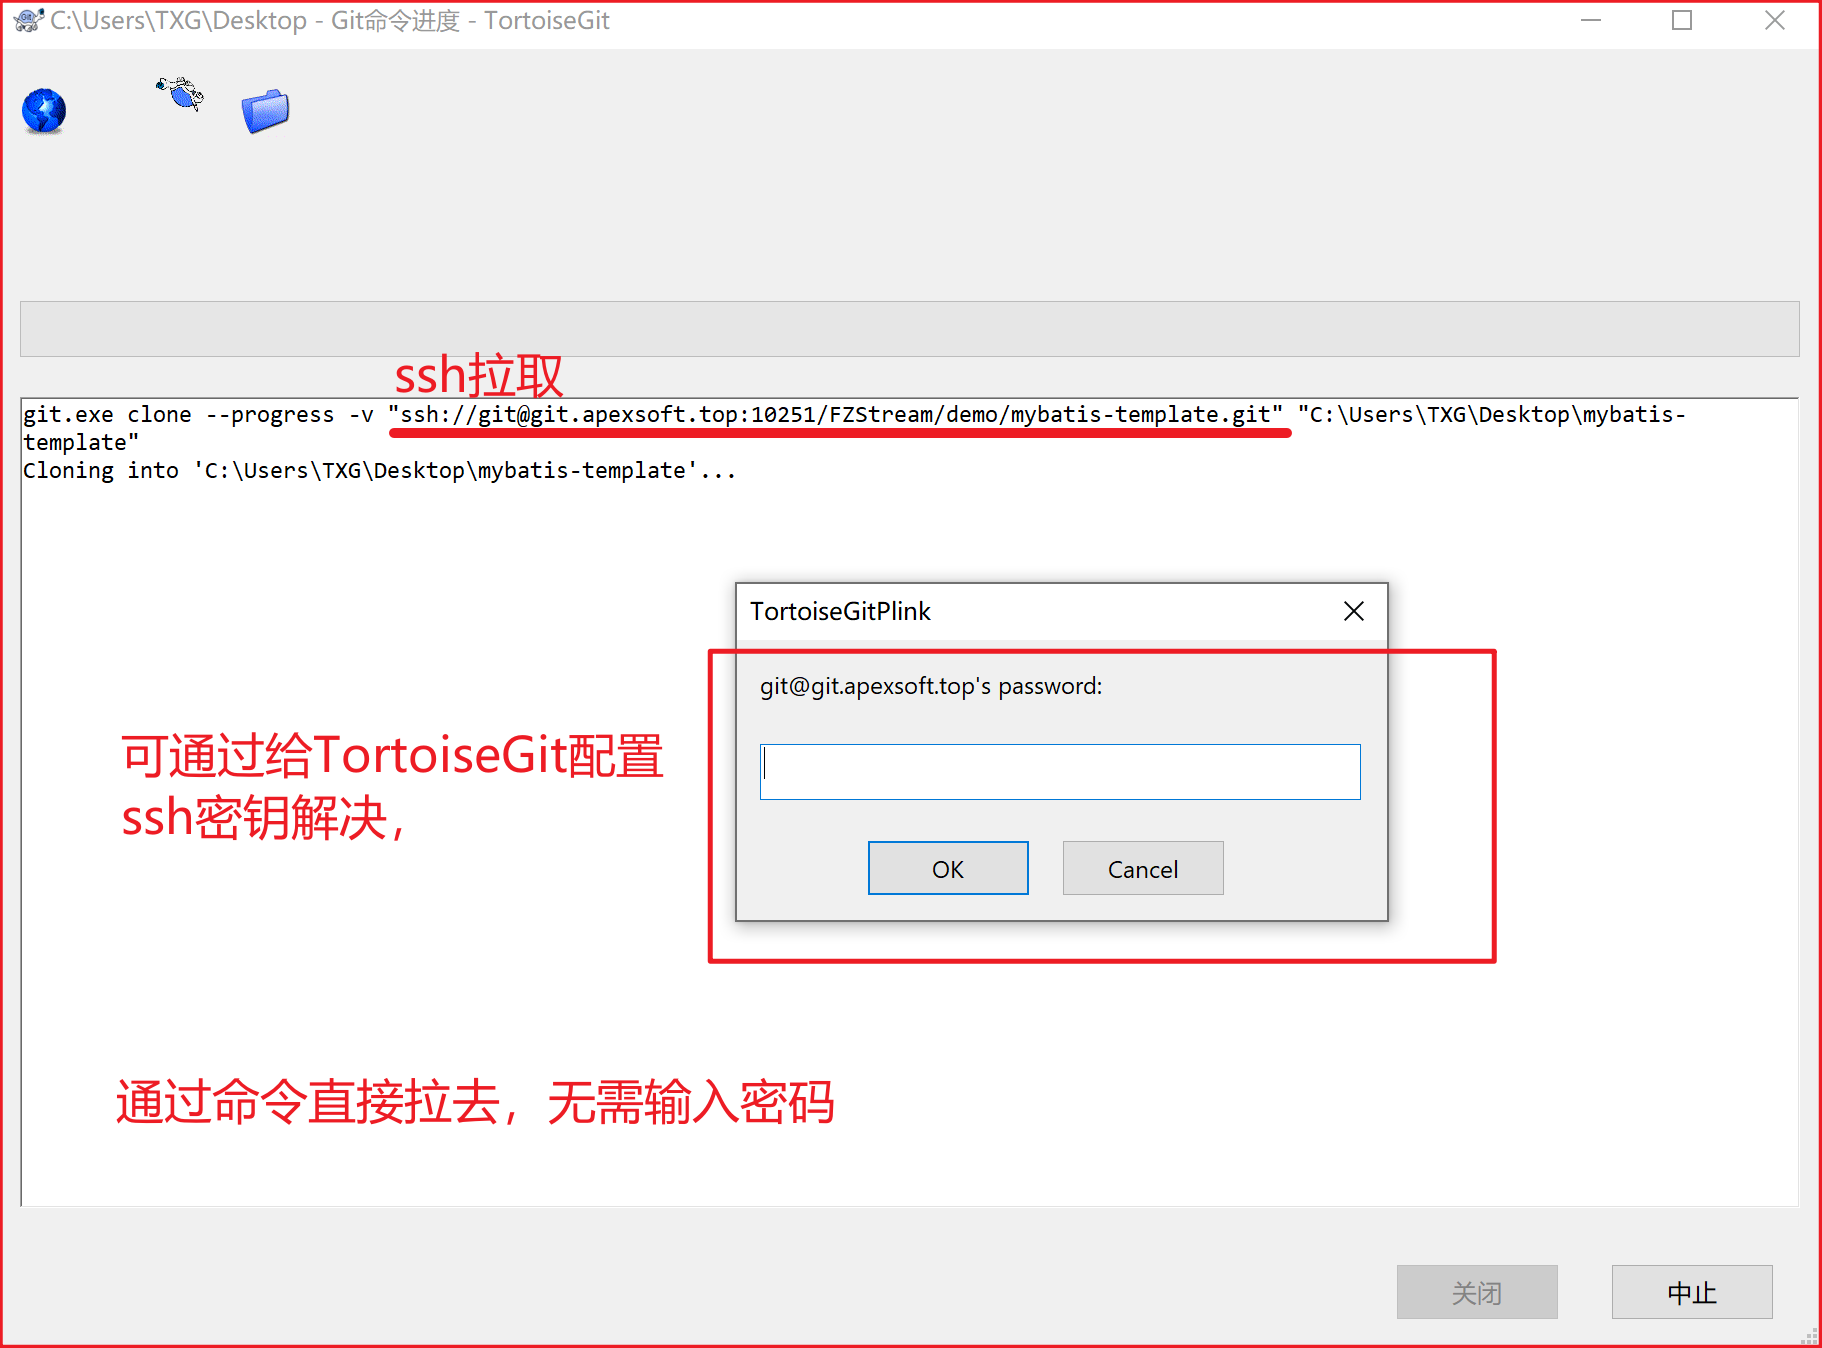 C:\Users\TXG\Desktop - Git命令进度 - TortoiseGit
ssh拉取
git.exe clone --progress -v "ssh://git@git.apexsoft.top:10251/FZStream/demo/mybatis-template.git" "C:\Users\TXG\Desktop\mybatis-
template"
Cloning into 'C:\Users\TXG\Desktop\mybatis-template'...
TortoiseGitPlink
git@git.apexsoft.top's password:
可通过给TortoiseGit配置
ssh密钥解决，
OK
Cancel
通过命令直接拉去，无需输入密码
关闭
中止